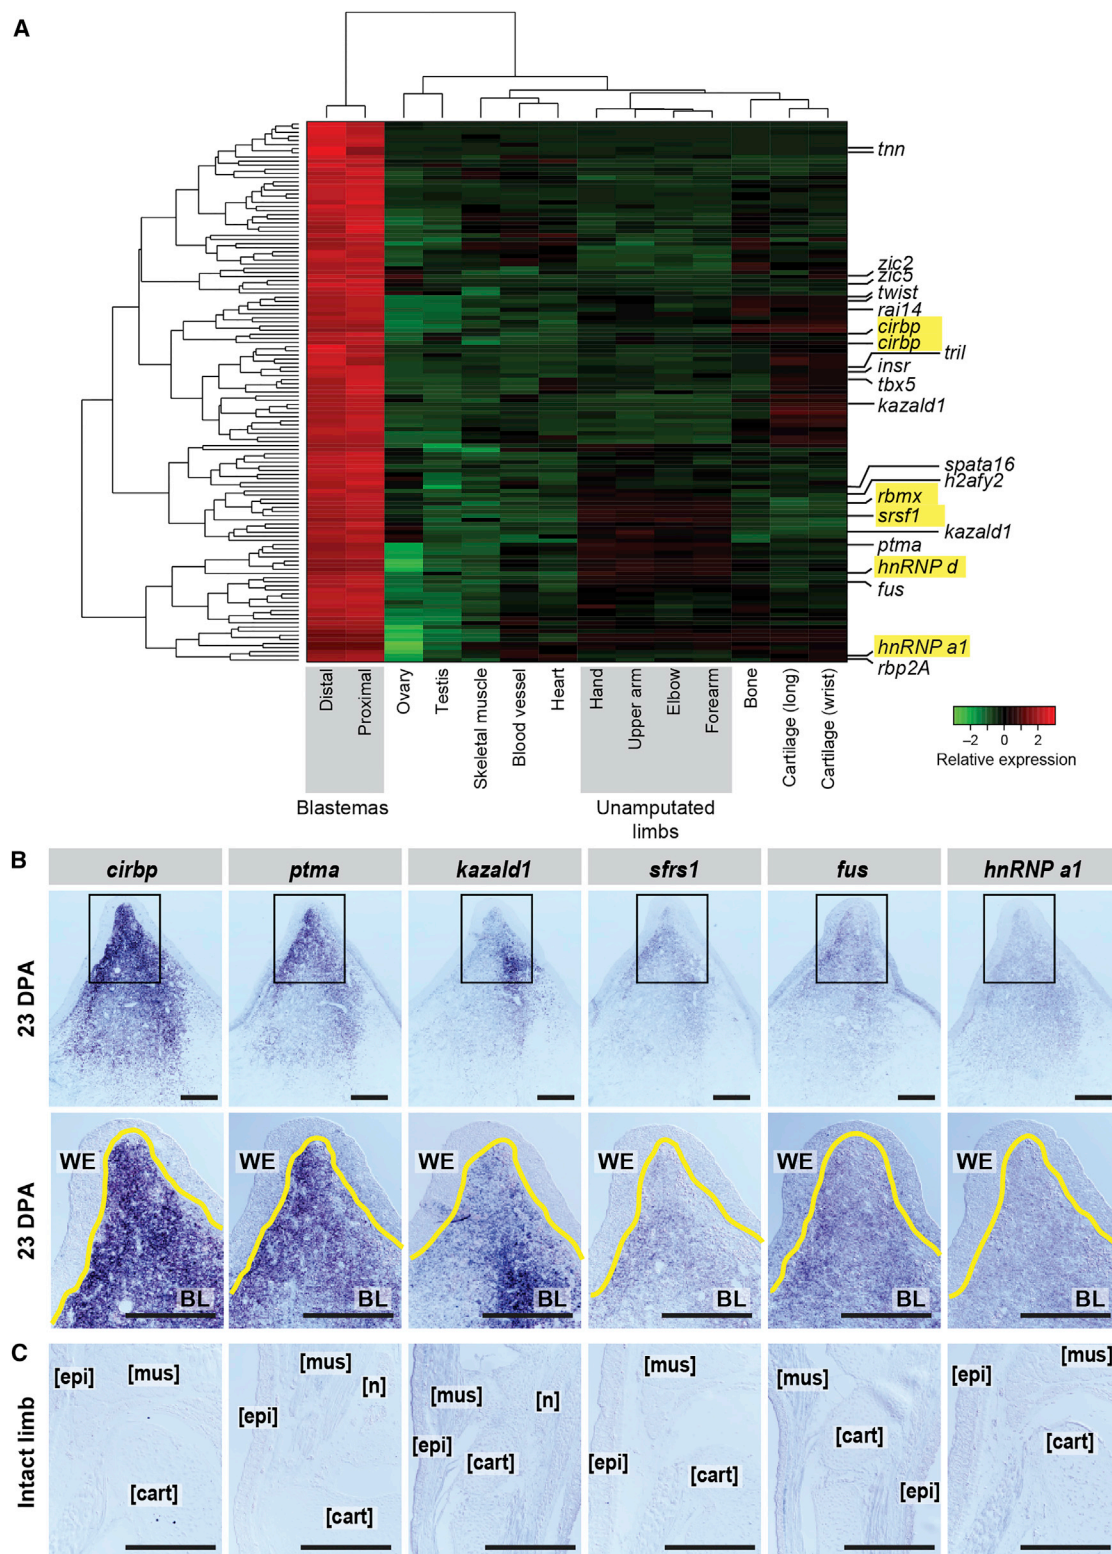 A
tnn
zic2
zic5
twist
rai14
cirbp
cirbp
tril
insr
tbx5
kazald1
spata16
h2afy2
rbmx
srsf1
kazald1
ptma
hnRNP d
fus
hnRNP a1
rbp2A
Distal
Proximal
Ovary
Testis
Skeletal muscle
Blood vessel
Heart
Hand
Upper arm
Elbow
Forearm
Bone
Cartilage (long)
Cartilage (wrist)
Blastemas
Unamputated
limbs
−2 0 2
Relative expression
B
cirbp ptma kazald1 sfrs1 fus hnRNP a1
23 DPA
23 DPA
WE WE WE WE WE WE
BL BL BL BL BL BL
C
Intact limb
[epi] [mus] [cart]
[mus] [n] [epi] [cart]
[mus] [n] [epi] [cart]
[mus] [epi] [cart]
[mus] [cart] [epi]
[mus] [epi] [cart]